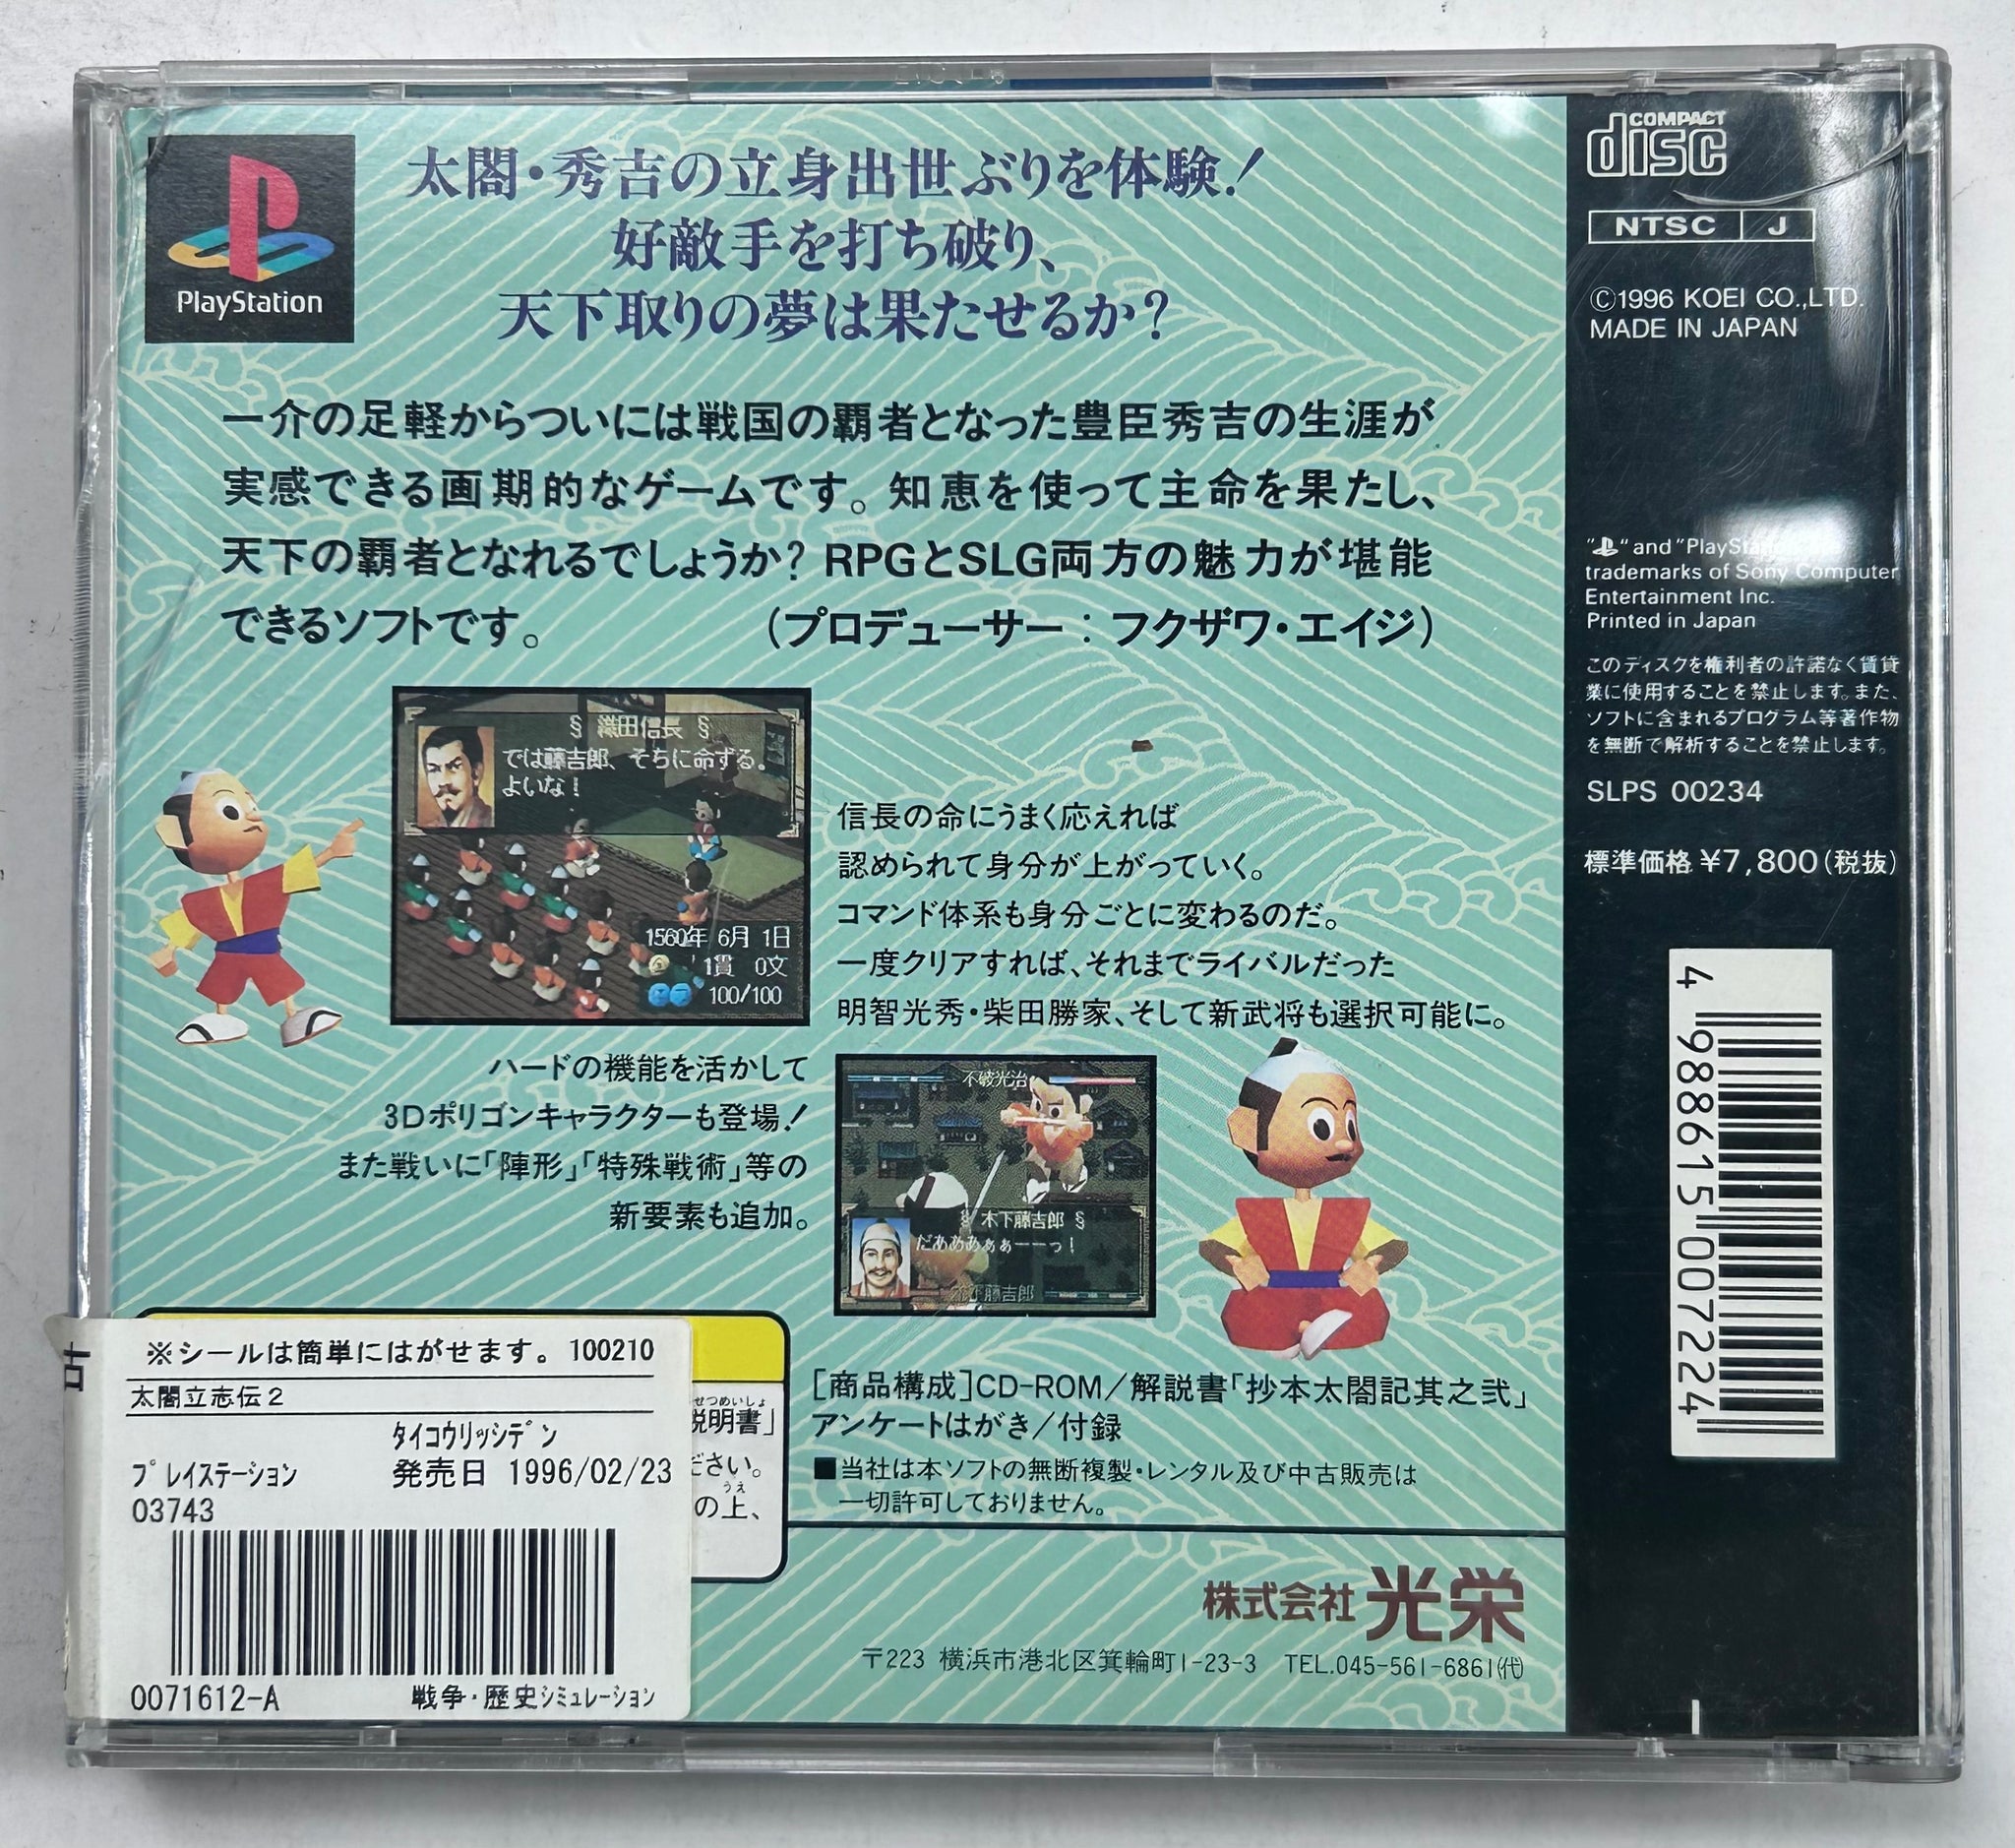 PlayStation
太閤・秀吉の立身出世ぶりを体験!
好敵手を打ち破り、
天下取りの夢は果たせるか?
一介の足軽からついには戦国の覇者となった豊臣秀吉の生涯が
実感できる画期的なゲームです。知恵を使って主命を果たし、
天下の覇者となれるでしょうか? RPGとSLG両方の魅力が堪能
できるソフトです。 (プロデューサー:フクザワ・エイジ)
§ 織田信長 §
では藤吉郎、そちに命ずる。
よいな!
1560年 6月 1日
1貫 0文
100/100
信長の命にうまく応えれば
認められて身分が上がっていく。
コマンド体系も身分ごとに変わるのだ。
一度クリアすれば、それまでライバルだった
明智光秀・柴田勝家、そして新武将も選択可能に。
ハードの機能を活かして
3Dポリゴンキャラクターも登場!
また戦いに「陣形」「特殊戦術」等の
新要素も追加。
不破光治
§ 木下藤吉郎 §
だああああぁーーっ!
木下藤吉郎
[商品構成]CD-ROM/解説書「抄本太閤記其之弐」
アンケートはがき/付録
■当社は本ソフトの無断複製・レンタル及び中古販売は
一切許可しておりません。
株式会社 光栄
〒223 横浜市港北区箕輪町1-23-3 TEL.045-561-6861(代)
せつめいしょ
説明書」
ださい。
うえ
の上、
※シールは簡単にはがせます。 100210
太閤立志伝2
タイコウリッシデン
プレイステーション 発売日 1996/02/23
03743
0071612-A 戦争・歴史シミュレーション
COMPACT
disc
NTSC J
©1996 KOEI CO.,LTD.
MADE IN JAPAN
" " and "PlayStation"
trademarks of Sony Computer
Entertainment Inc.
Printed in Japan
このディスクを権利者の許諾なく賃貸
業に使用することを禁止します。また、
ソフトに含まれるプログラム等著作物
を無断で解析することを禁止します。
SLPS 00234
標準価格 ¥7,800(税抜)
4 988615 007224